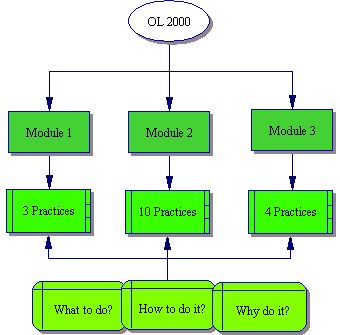 OL 2000
Module 1
Module 2
Module 3
3 Practices
10 Practices
4 Practices
What to do?
How to do it?
Why do it?